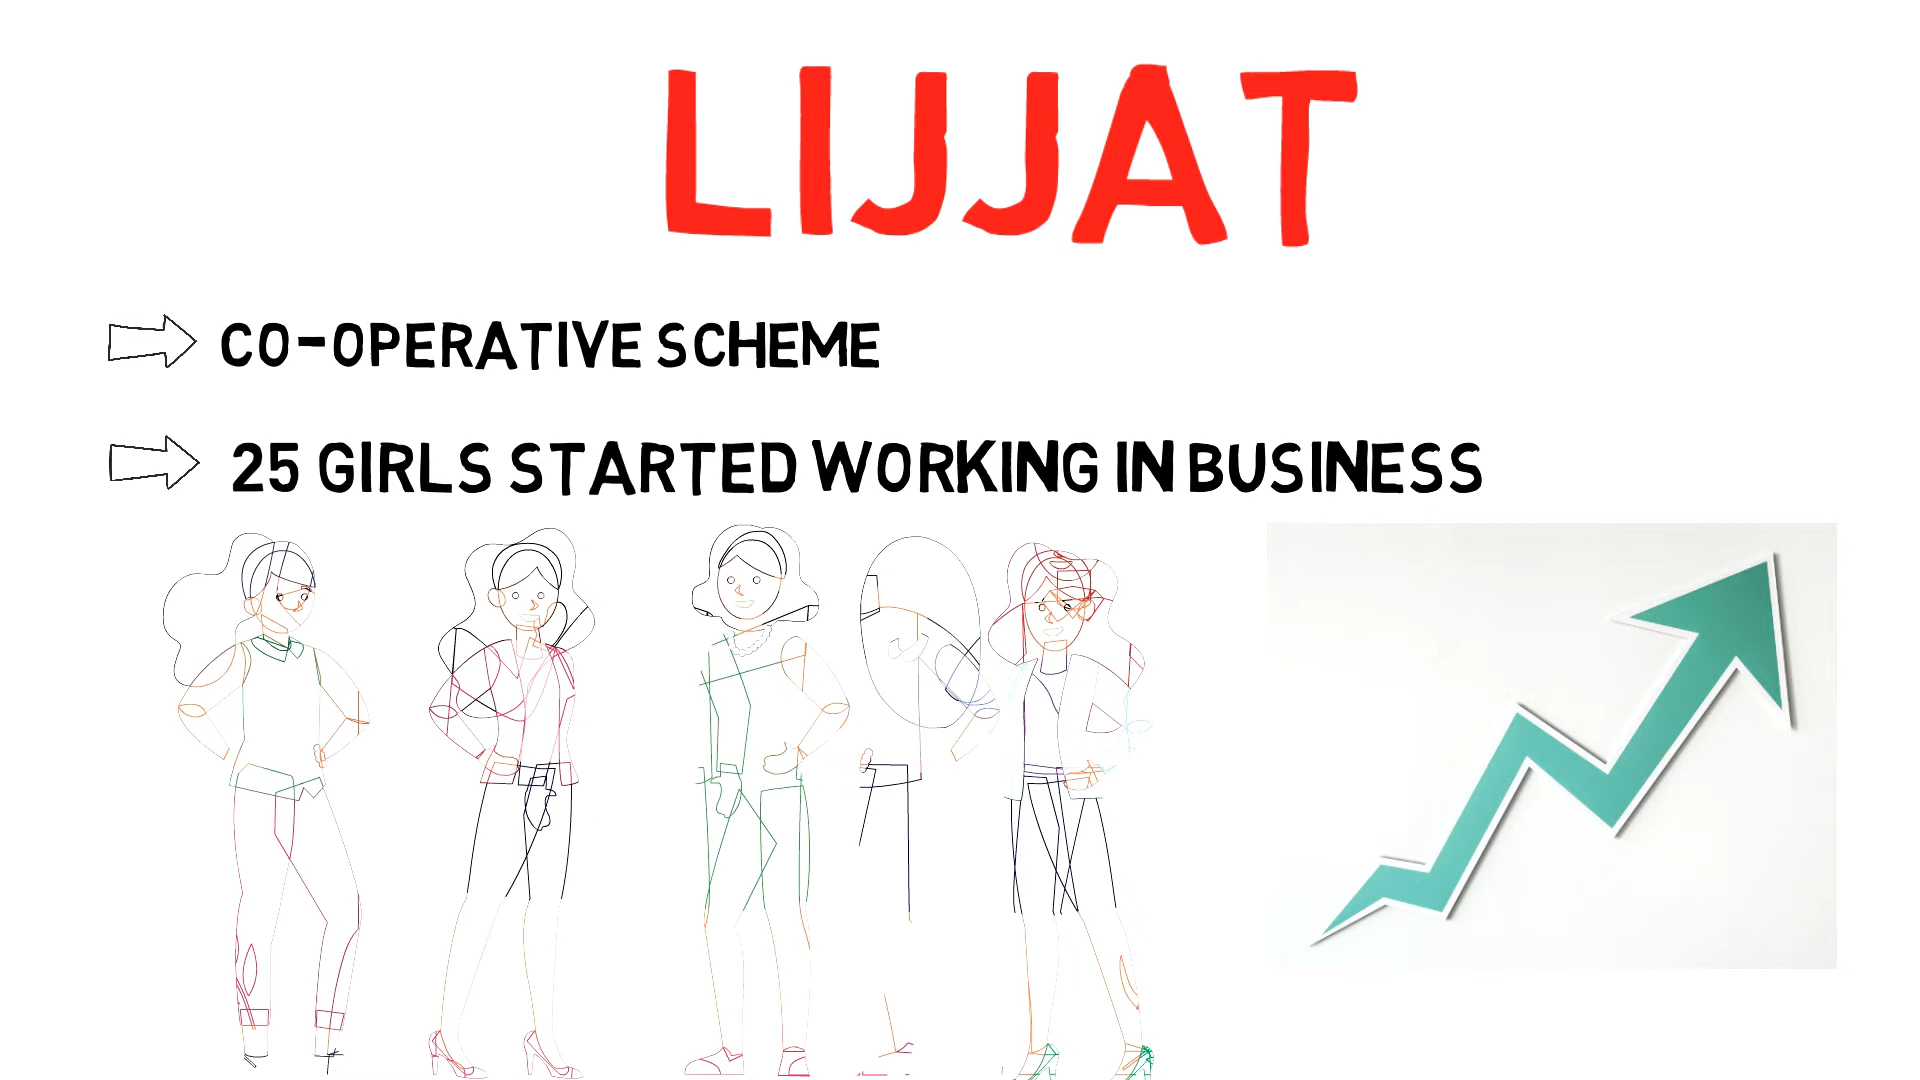 LIJJAT
CO-OPERATIVE SCHEME
25 GIRLS STARTED WORKING IN BUSINESS